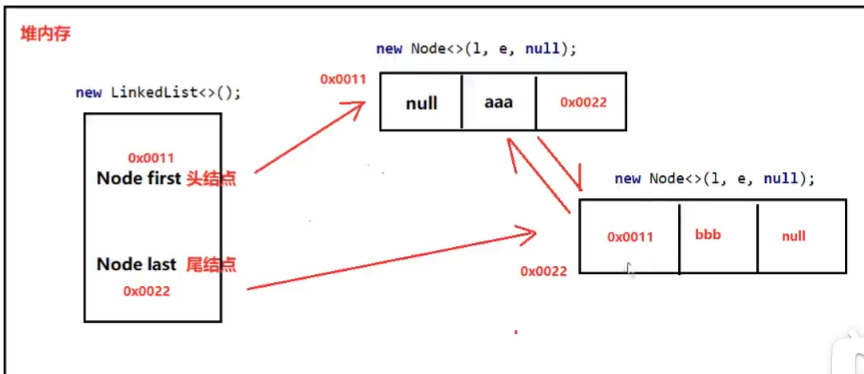 堆内存
new Node<>(l, e, null);
0x0011
null aaa 0x0022
new LinkedList<>();
0x0011
Node first 头结点
new Node<>(l, e, null);
0x0011 bbb null
Node last 尾结点
0x0022
0x0022